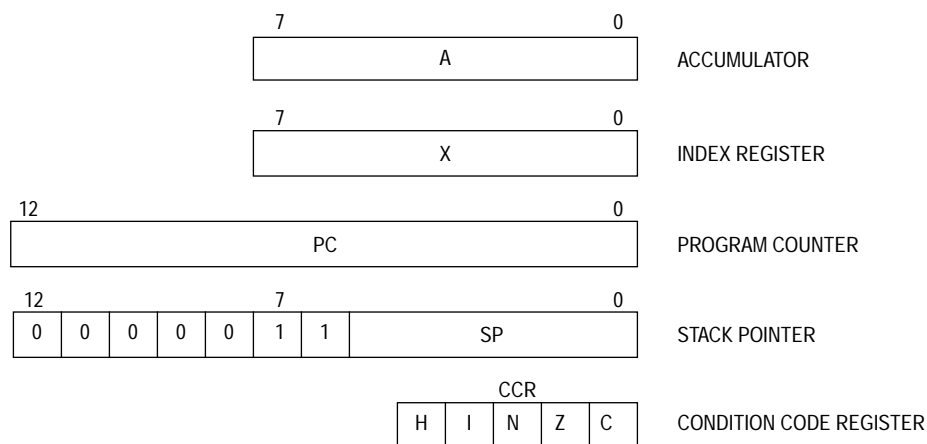 7 0
A ACCUMULATOR
7 0
X INDEX REGISTER
12 0
PC PROGRAM COUNTER
12 7 0
0 0 0 0 0 1 1 SP STACK POINTER
CCR
H I N Z C CONDITION CODE REGISTER